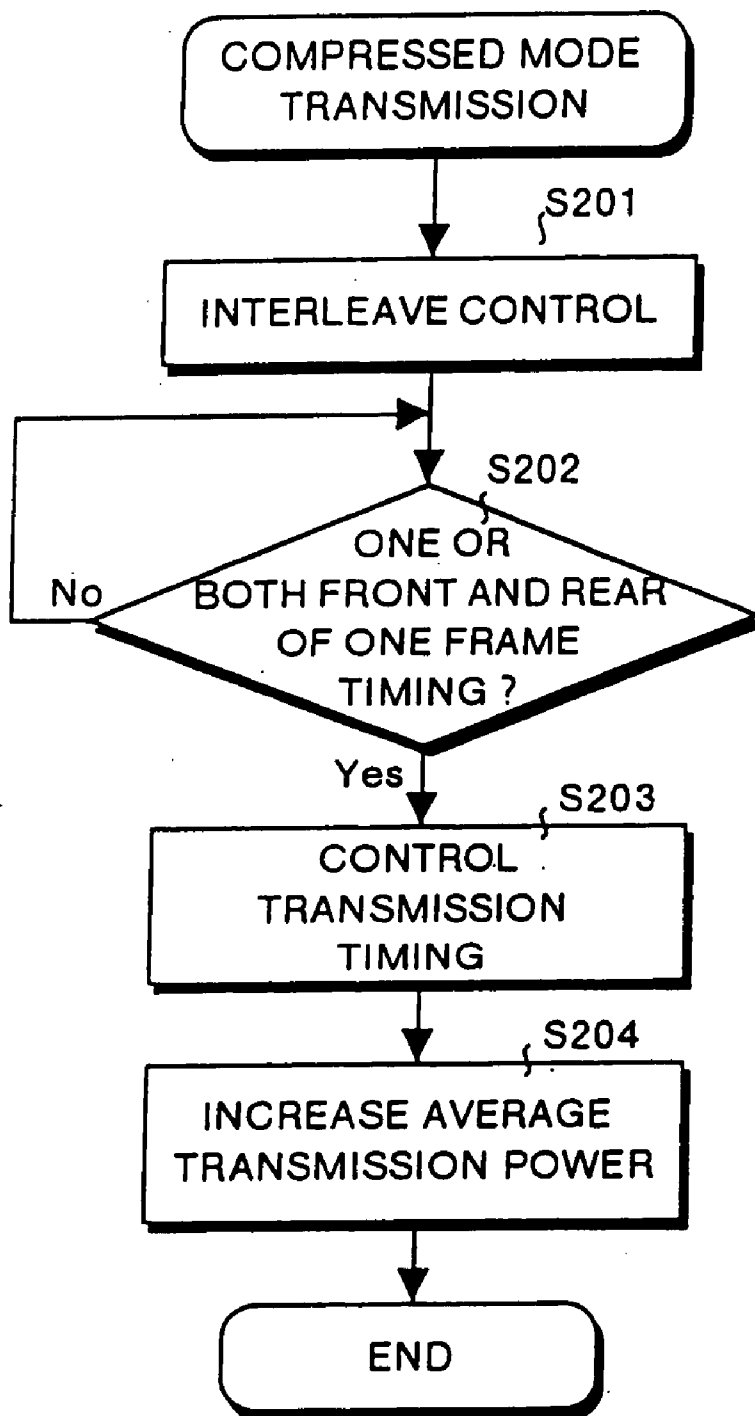 COMPRESSED MODE
TRANSMISSION
S201
INTERLEAVE CONTROL
S202
ONE OR
BOTH FRONT AND REAR
OF ONE FRAME
TIMING ?
No
Yes
S203
CONTROL
TRANSMISSION
TIMING
S204
INCREASE AVERAGE
TRANSMISSION POWER
END